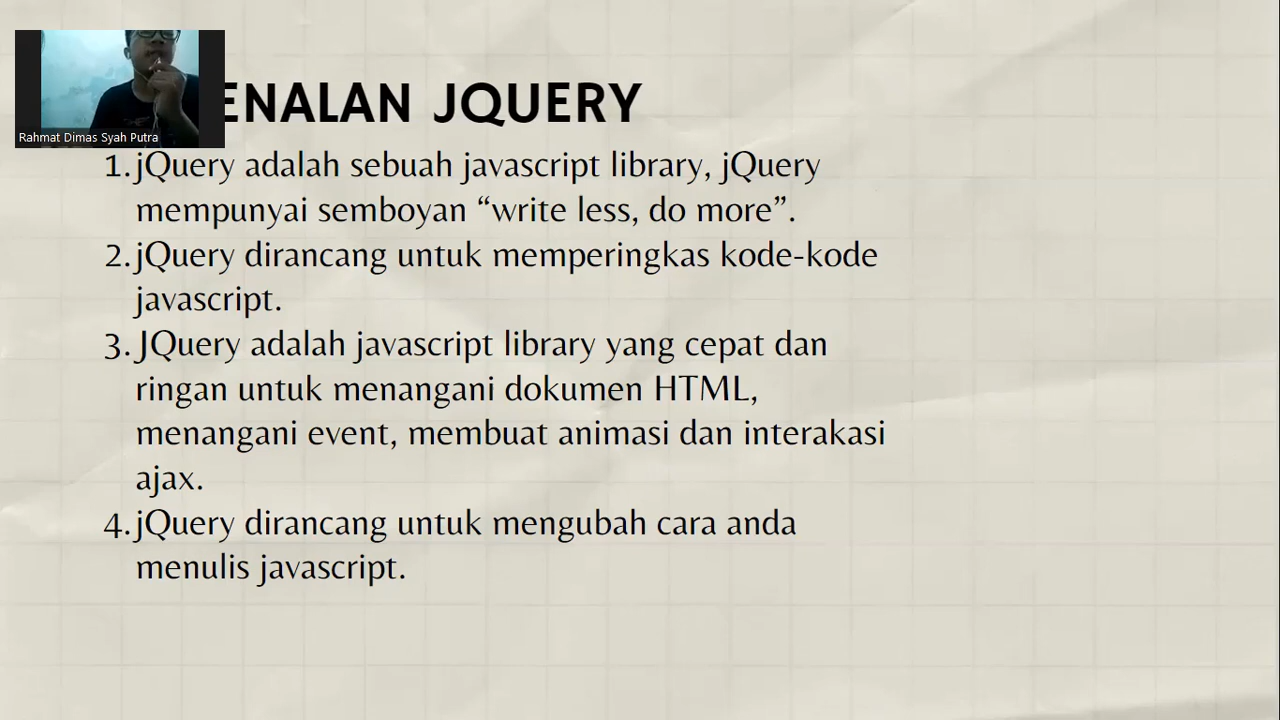 Rahmat Dimas Syah Putra
JQUERY
1. jQuery adalah sebuah javascript library, jQuery
mempunyai semboyan “write less, do more”.
2. jQuery dirancang untuk memperingkas kode-kode
javascript.
3. JQuery adalah javascript library yang cepat dan
ringan untuk menangani dokumen HTML,
menangani event, membuat animasi dan interakasi
ajax.
4. jQuery dirancang untuk mengubah cara anda
menulis javascript.